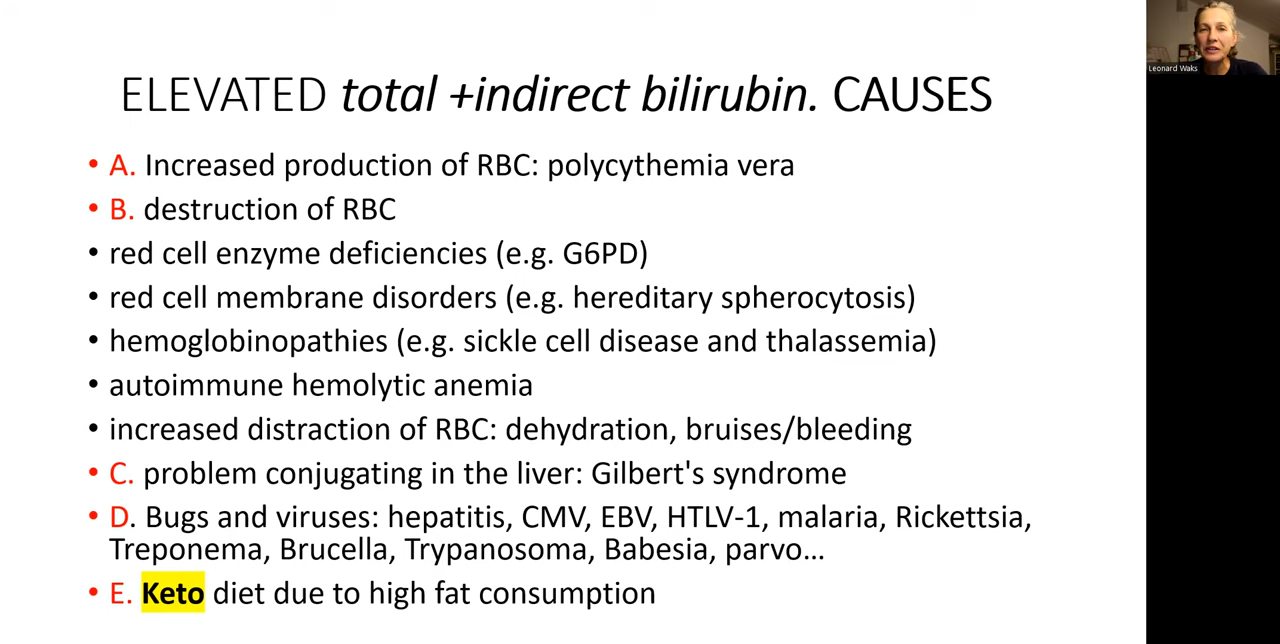 ELEVATED total +indirect bilirubin. CAUSES
Leonard Waks
• A. Increased production of RBC: polycythemia vera
• B. destruction of RBC
• red cell enzyme deficiencies (e.g. G6PD)
• red cell membrane disorders (e.g. hereditary spherocytosis)
• hemoglobinopathies (e.g. sickle cell disease and thalassemia)
• autoimmune hemolytic anemia
• increased distraction of RBC: dehydration, bruises/bleeding
• C. problem conjugating in the liver: Gilbert's syndrome
• D. Bugs and viruses: hepatitis, CMV, EBV, HTLV-1, malaria, Rickettsia,
Treponema, Brucella, Trypanosoma, Babesia, parvo...
• E. Keto diet due to high fat consumption